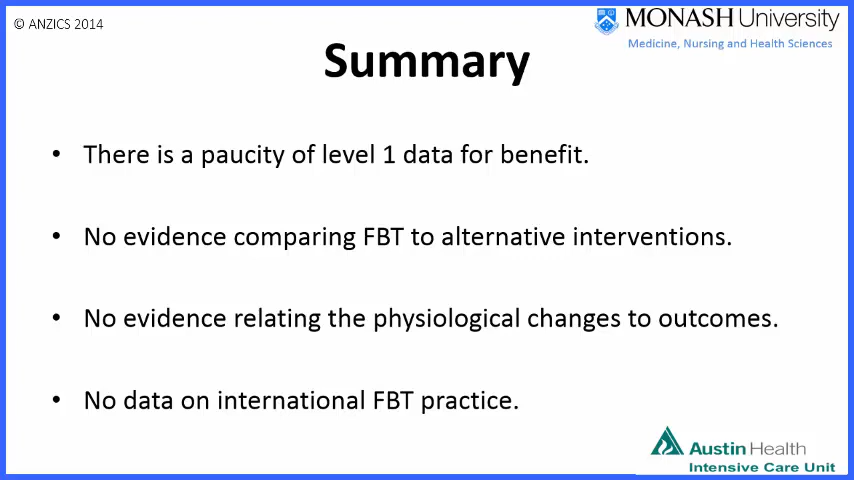 © ANZICS 2014
MONASH University
Medicine, Nursing and Health Sciences
Summary
• There is a paucity of level 1 data for benefit.
• No evidence comparing FBT to alternative interventions.
• No evidence relating the physiological changes to outcomes.
• No data on international FBT practice.
Austin Health
Intensive Care Unit